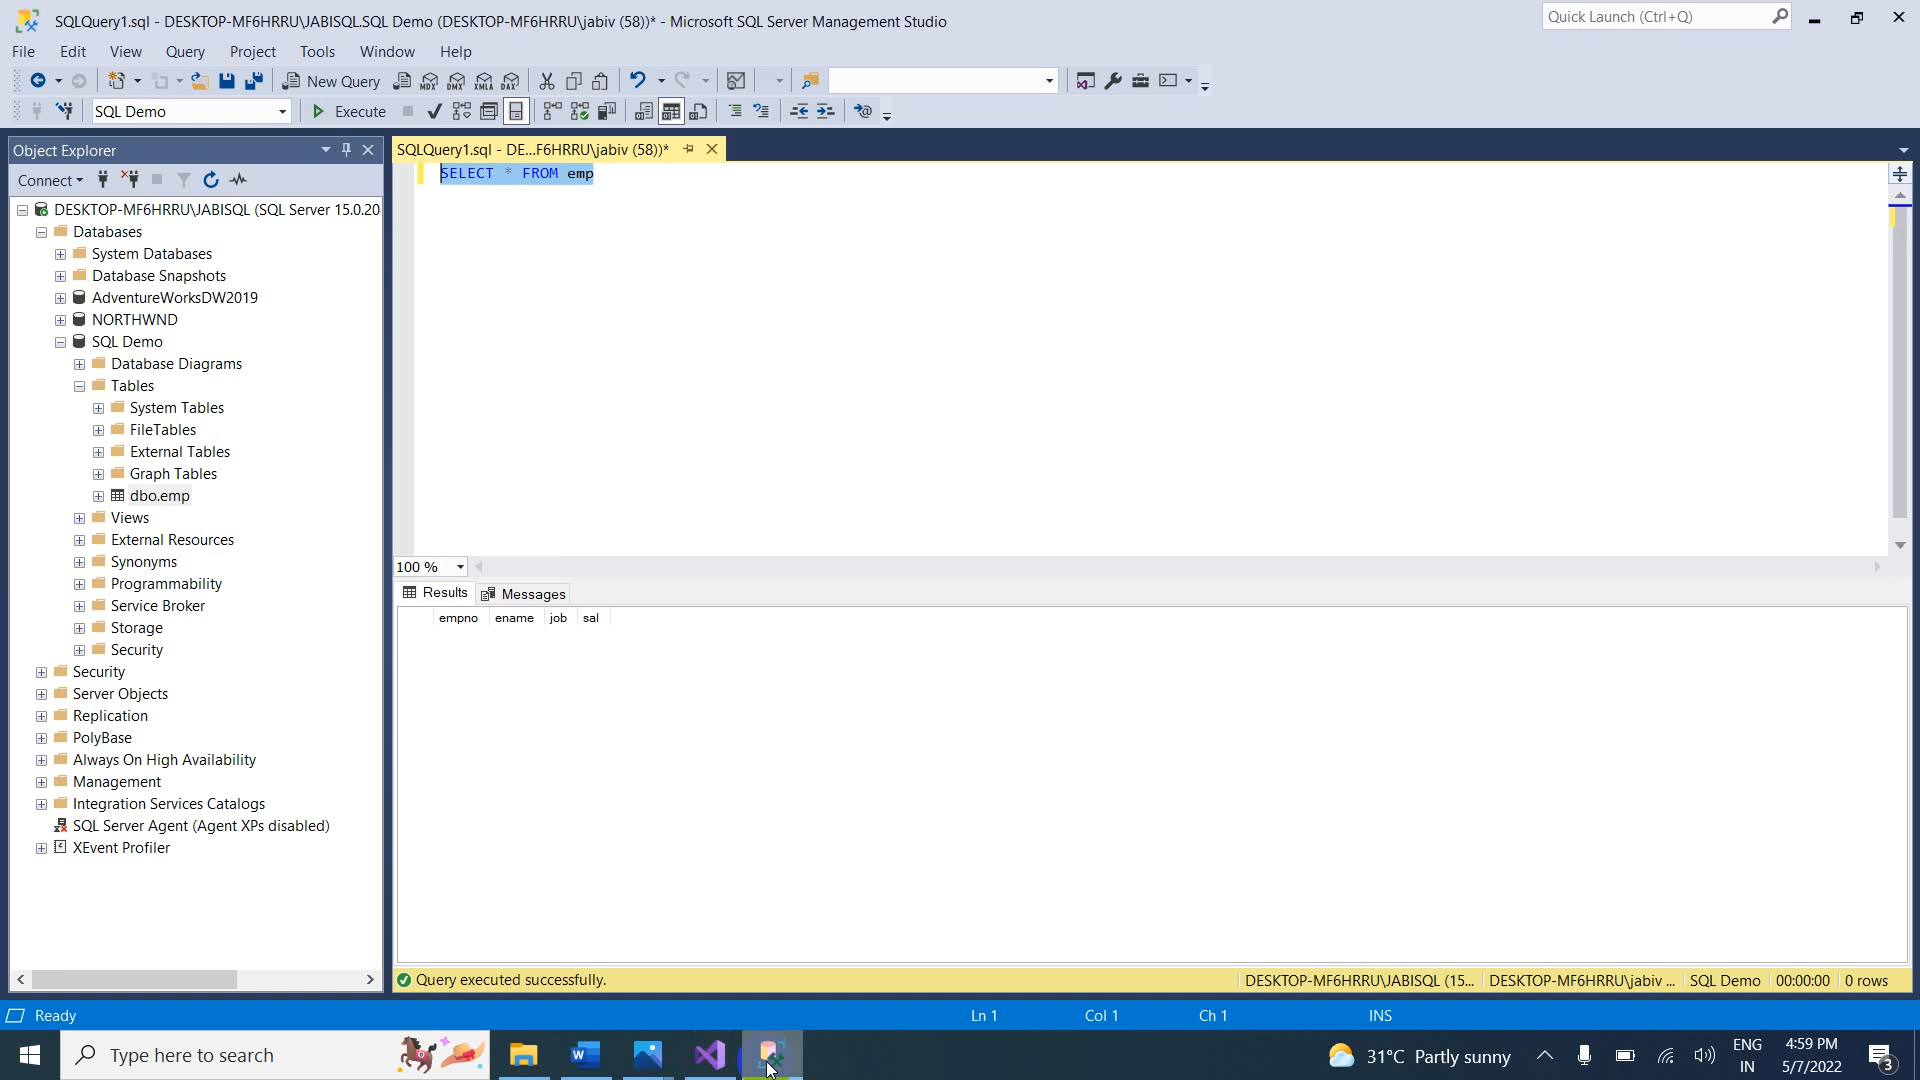 SQLQuery1.sql - DESKTOP-MF6HRRU\JABISQL.SQL Demo (DESKTOP-MF6HRRU\jabiv (58))* - Microsoft SQL Server Management Studio
Quick Launch (Ctrl+Q)
File Edit View Query Project Tools Window Help
New Query
MDX DMX XMLA DAX
SQL Demo
Execute
Object Explorer
Connect
DESKTOP-MF6HRRU\JABISQL (SQL Server 15.0.20
Databases
System Databases
Database Snapshots
AdventureWorksDW2019
NORTHWND
SQL Demo
Database Diagrams
Tables
System Tables
FileTables
External Tables
Graph Tables
dbo.emp
Views
External Resources
Synonyms
Programmability
Service Broker
Storage
Security
Security
Server Objects
Replication
PolyBase
Always On High Availability
Management
Integration Services Catalogs
SQL Server Agent (Agent XPs disabled)
XEvent Profiler
SQLQuery1.sql - DE...F6HRRU\jabiv (58))*
SELECT * FROM emp
100 %
Results Messages
empno ename job sal
Query executed successfully.
DESKTOP-MF6HRRU\JABISQL (15... DESKTOP-MF6HRRU\jabiv ... SQL Demo 00:00:00 0 rows
Ready
Ln 1 Col 1 Ch 1 INS
Type here to search
31°C Partly sunny
ENG
IN
4:59 PM
5/7/2022
3